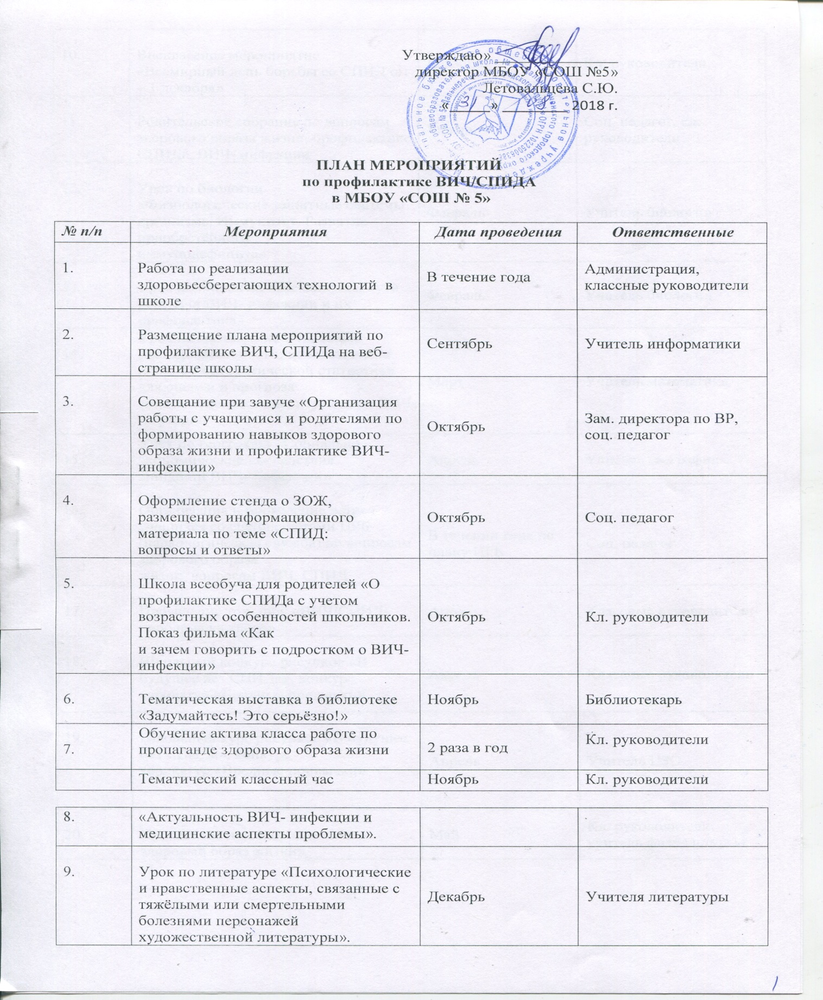 Утверждаю»
директор МБОУ «СОШ №5»
Летовальцева С.Ю.
« 31 » 08 2018 г.
ПЛАН МЕРОПРИЯТИЙ
по профилактике ВИЧ/СПИДА
в МБОУ «СОШ № 5»
№ п/п Мероприятия Дата проведения Ответственные
1. Работа по реализации
здоровьесберегающих технологий в
школе
В течение года
Администрация,
классные руководители
2. Размещение плана мероприятий по
профилактике ВИЧ, СПИДа на веб-
странице школы
Сентябрь
Учитель информатики
3. Совещание при завуче «Организация
работы с учащимися и родителями по
формированию навыков здорового
образа жизни и профилактике ВИЧ-
инфекции»
Октябрь
Зам. директора по ВР,
соц. педагог
4. Оформление стенда о ЗОЖ,
размещение информационного
материала по теме «СПИД:
вопросы и ответы»
Октябрь
Соц. педагог
5. Школа всеобуча для родителей «О
профилактике СПИДа с учетом
возрастных особенностей школьников.
Показ фильма «Как
и зачем говорить с подростком о ВИЧ-
инфекции»
Октябрь
Кл. руководители
6. Тематическая выставка в библиотеке
«Задумайтесь! Это серьёзно!»
Ноябрь
Библиотекарь
7. Обучение актива класса работе по
пропаганде здорового образа жизни
2 раза в год
Кл. руководители
Тематический классный час Ноябрь Кл. руководители
8. «Актуальность ВИЧ- инфекции и
медицинские аспекты проблемы».
9. Урок по литературе «Психологические
и нравственные аспекты, связанные с
тяжёлыми или смертельными
болезнями персонажей
художественной литературы».
Декабрь
Учителя литературы
1